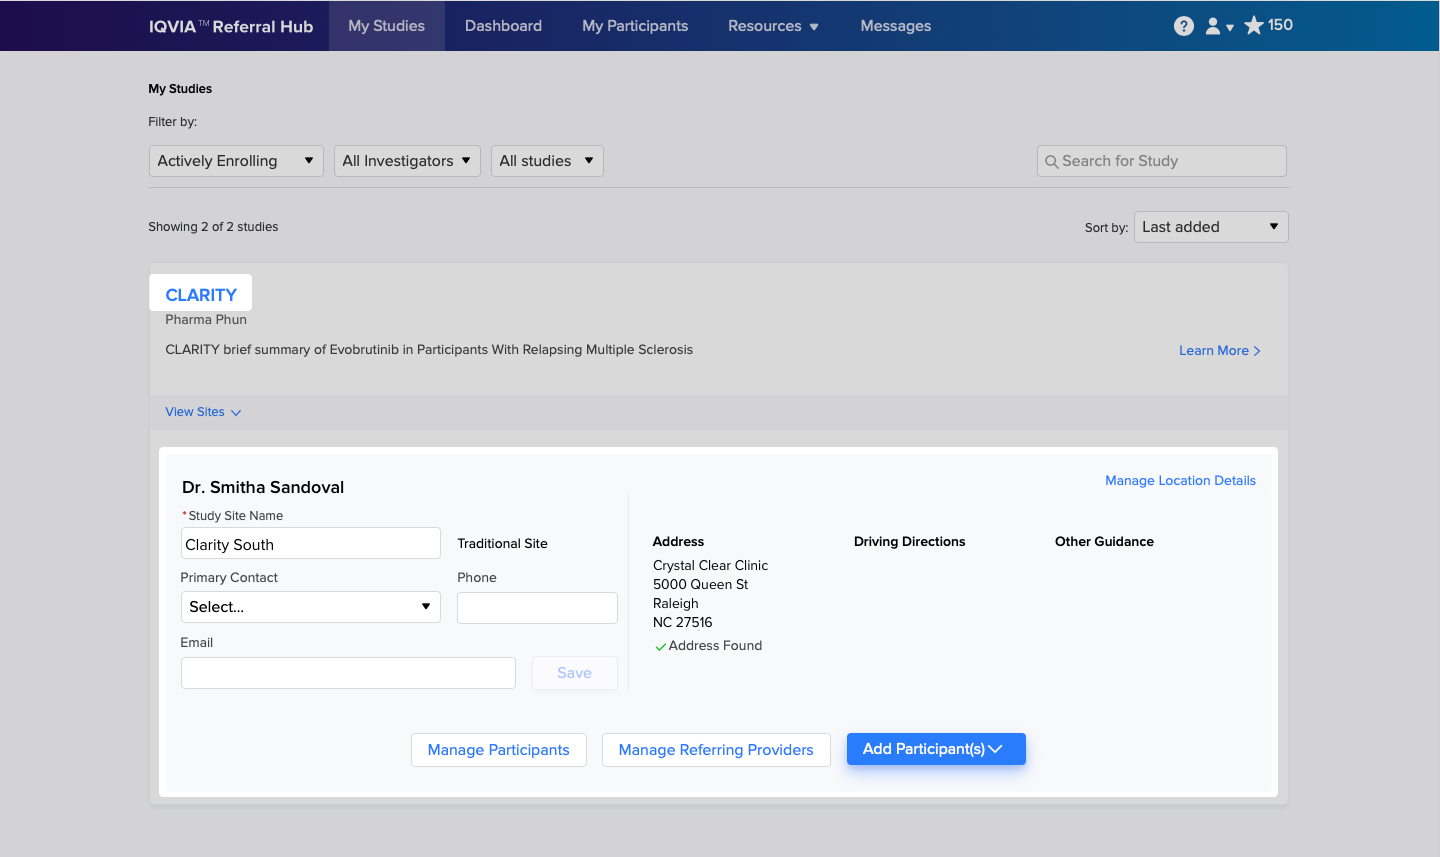 IQVIA™ Referral Hub My Studies Dashboard My Participants Resources Messages ? 150
My Studies
Filter by:
Actively Enrolling All Investigators All studies Search for Study
Showing 2 of 2 studies Sort by: Last added
CLARITY
Pharma Phun
CLARITY brief summary of Evobrutinib in Participants With Relapsing Multiple Sclerosis Learn More
View Sites
Dr. Smitha Sandoval Manage Location Details
*Study Site Name
Clarity South Traditional Site
Primary Contact Phone
Select...
Email
Save
Address Driving Directions Other Guidance
Crystal Clear Clinic
5000 Queen St
Raleigh
NC 27516
Address Found
Manage Participants Manage Referring Providers Add Participant(s)